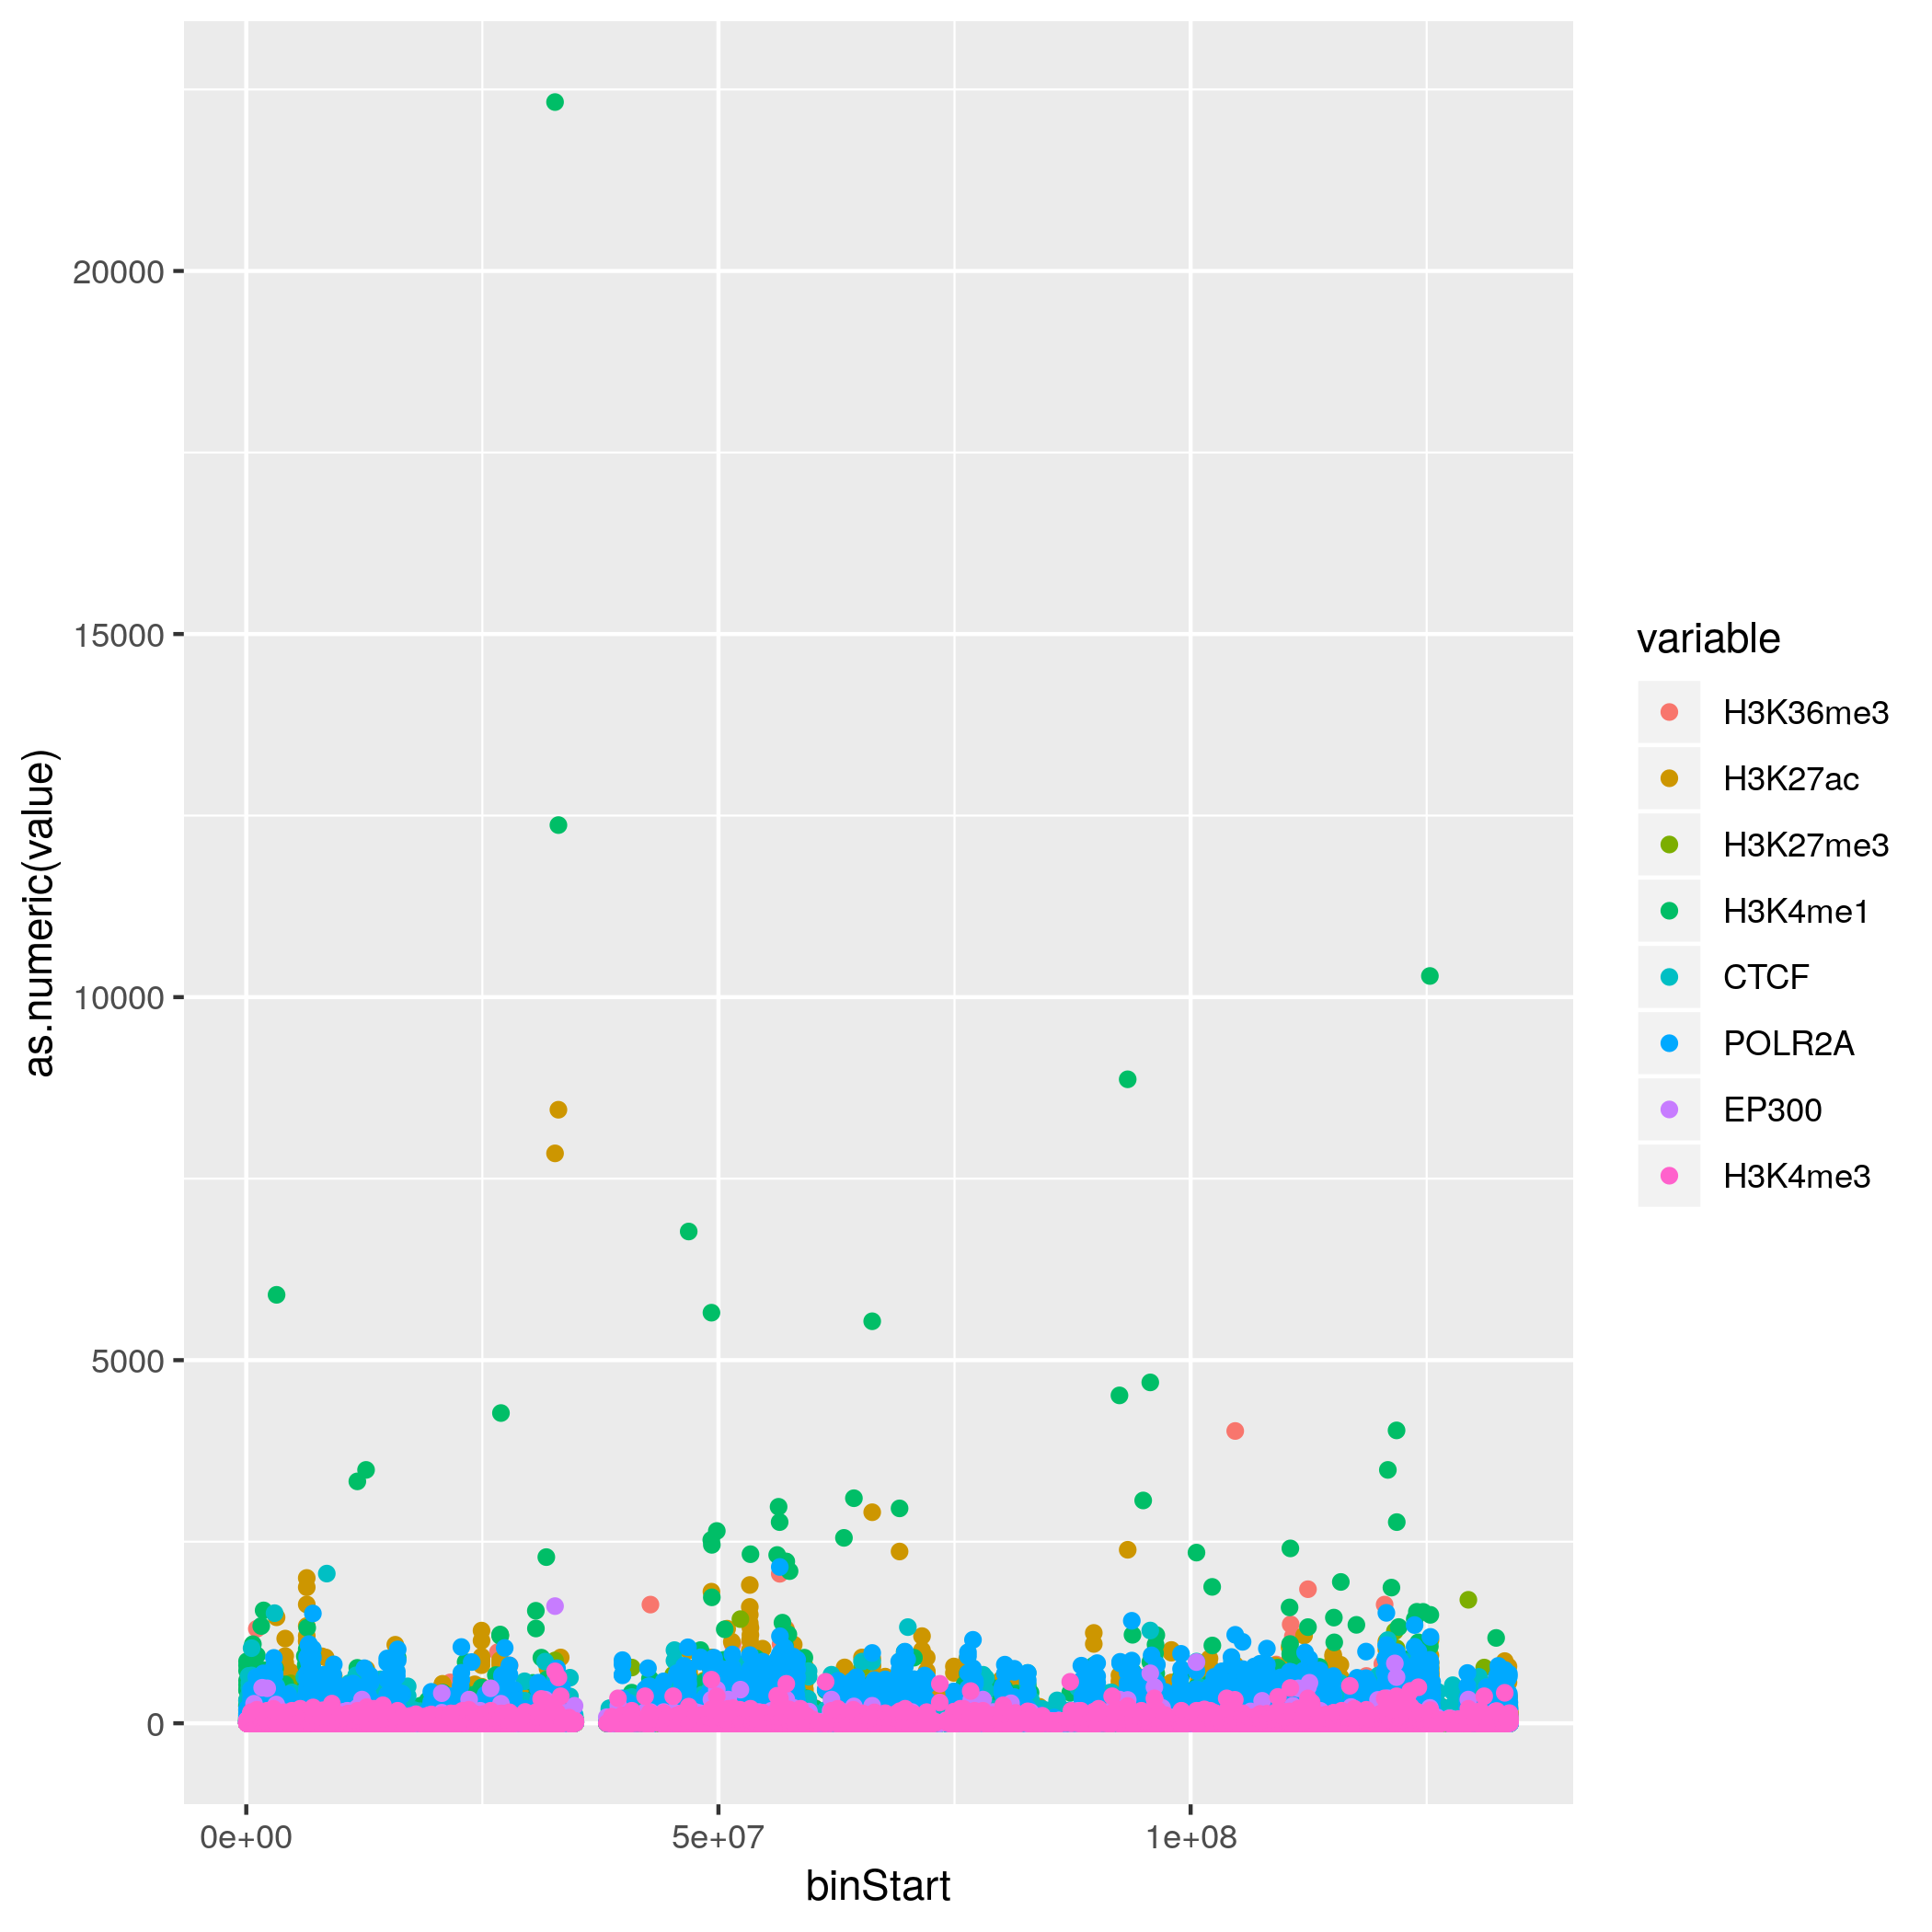 as.numeric(value)
20000
15000
10000
5000
0
0e+00
5e+07
1e+08
binStart
variable
H3K36me3
H3K27ac
H3K27me3
H3K4me1
CTCF
POLR2A
EP300
H3K4me3